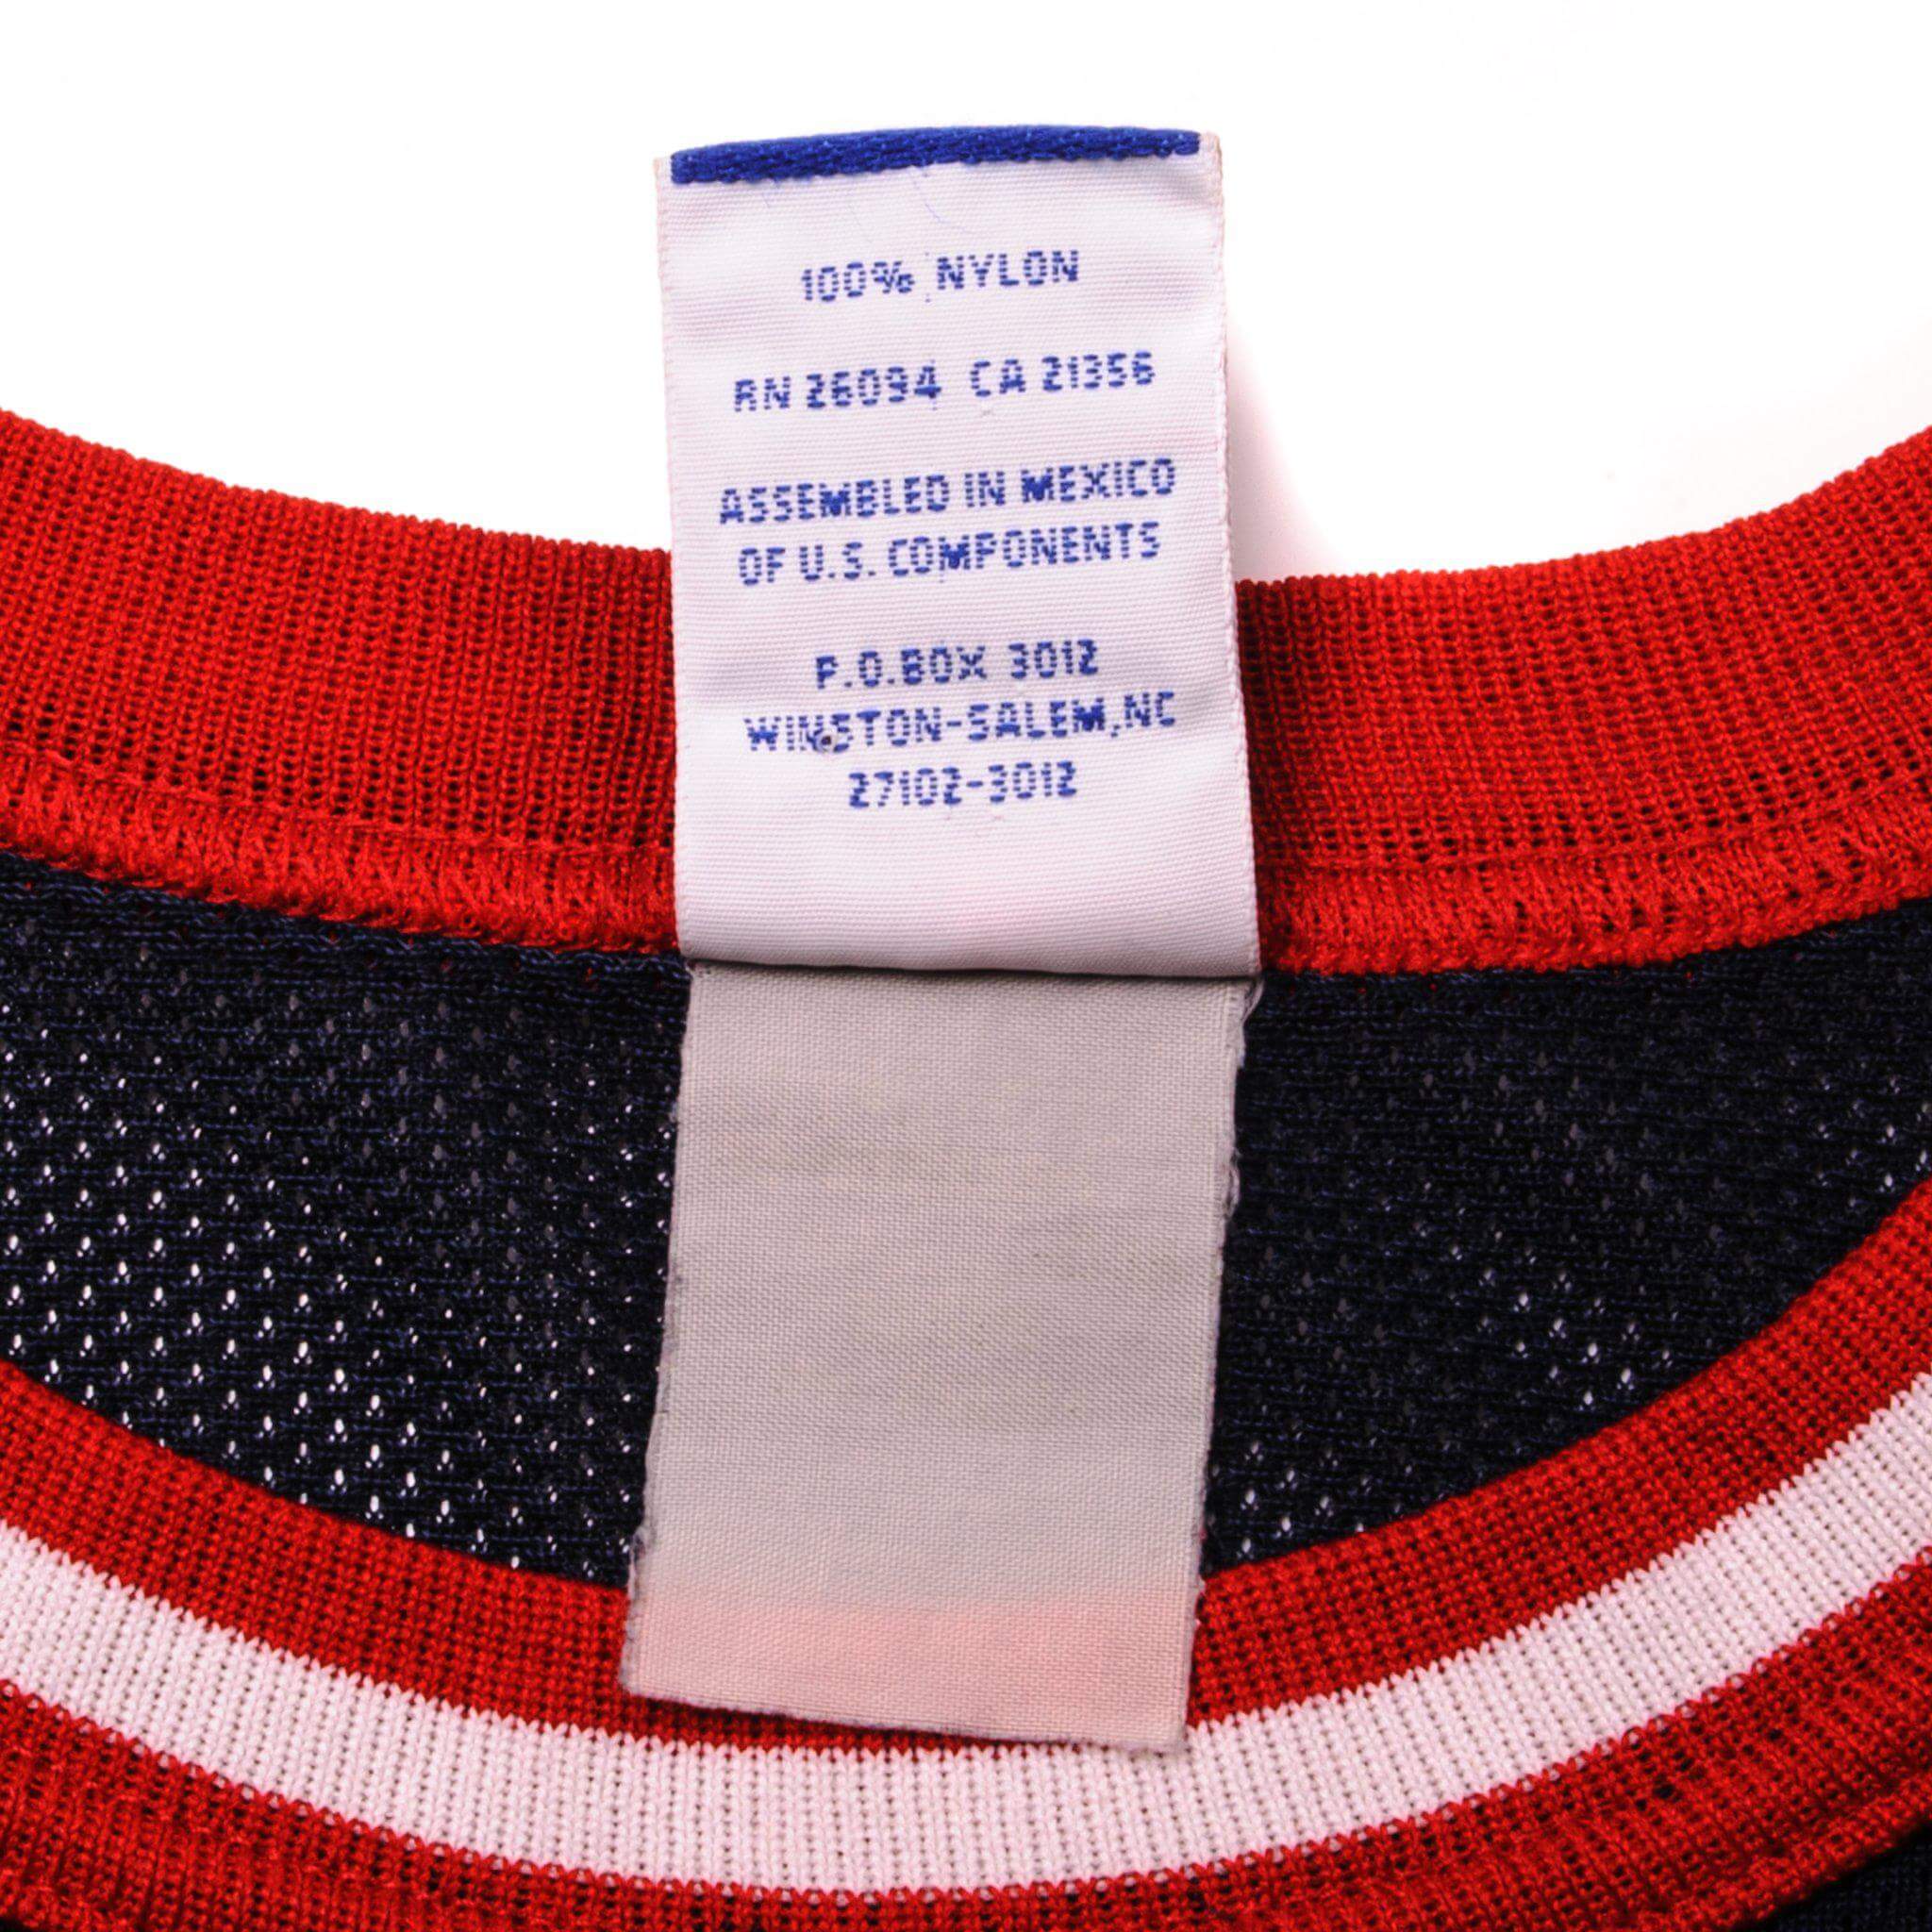 100% NYLON
RN 26094 CA 21356
ASSEMBLED IN MEXICO
OF U.S. COMPONENTS
P.O.BOX 3012
WINSTON-SALEM,NC
27102-3012